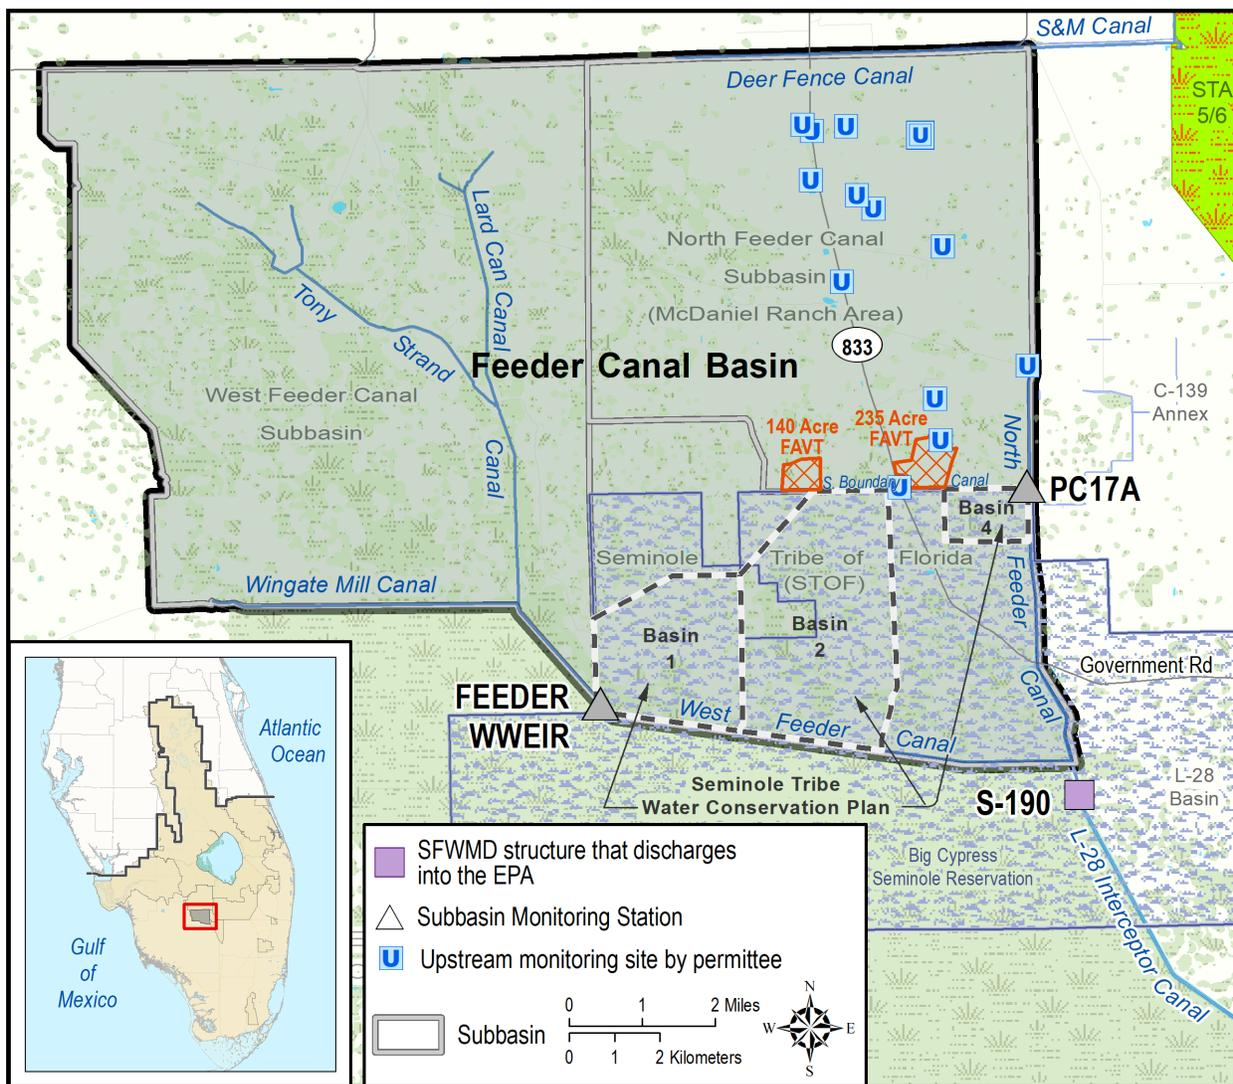 S&M Canal
Deer Fence Canal
STA
5/6
U
U
U
U
U
U
U
Lard Can Canal
North Feeder Canal
Subbasin
(McDaniel Ranch Area)
U
U
Tony
Strand
833
Feeder Canal Basin
U
West Feeder Canal
Subbasin
C-139
Annex
U
140 Acre
FAVT
235 Acre
FAVT
U
North
Canal
S. Boundary
U
Canal
PC17A
Basin
4
Seminole
Tribe of
(STOF)
Florida
Feeder
Wingate Mill Canal
Basin
1
Basin
2
Government Rd
Canal
FEEDER
WWEIR
West
Feeder
Canal
Seminole Tribe
Water Conservation Plan
S-190
L-28
Basin
L-28 Interceptor Canal
Big Cypress
Seminole Reservation
Atlantic
Ocean
Gulf
of
Mexico
SFWMD structure that discharges
into the EPA
Subbasin Monitoring Station
U Upstream monitoring site by permittee
Subbasin
0 1 2 Miles
0 1 2 Kilometers
N
W E
S